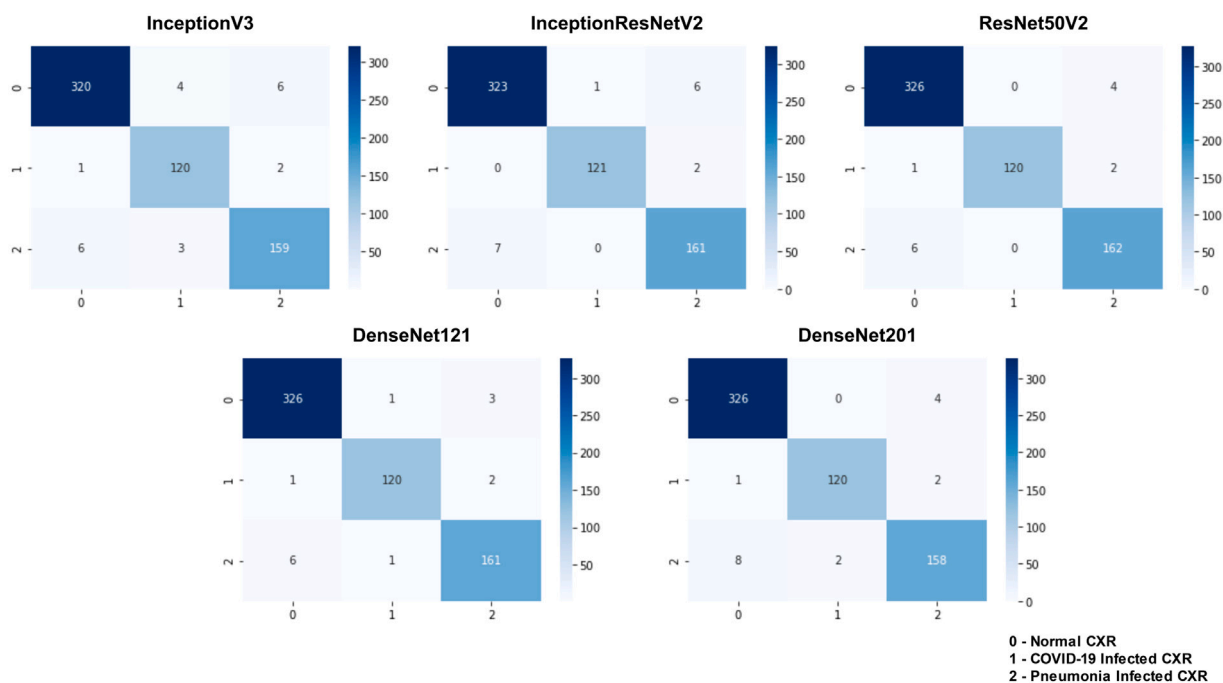 InceptionV3
InceptionResNetV2
ResNet50V2
0
320 4 6
1
1 120 2
2
6 3 159
0 1 2
300
250
200
150
100
50
0
323 1 6
1
0 121 2
2
7 0 161
0 1 2
300
250
200
150
100
50
0
0
326 0 4
1
1 120 2
2
6 0 162
0 1 2
300
250
200
150
100
50
0
DenseNet121
DenseNet201
0
326 1 3
1
1 120 2
2
6 1 161
0 1 2
300
250
200
150
100
50
0
326 0 4
1
1 120 2
2
8 2 158
0 1 2
300
250
200
150
100
50
0
0 - Normal CXR
1 - COVID-19 Infected CXR
2 - Pneumonia Infected CXR